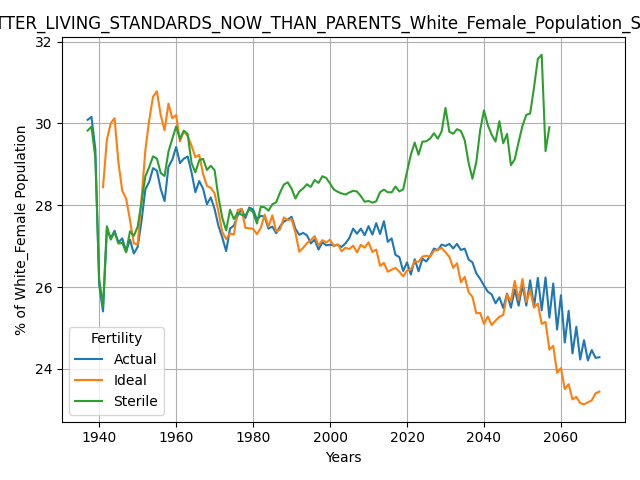 TTER_LIVING_STANDARDS_NOW_THAN_PARENTS_White_Female_Population_S
% of White_Female Population
32
30
28
26
24
Fertility
Actual
Ideal
Sterile
1940
1960
1980
2000
2020
2040
2060
Years